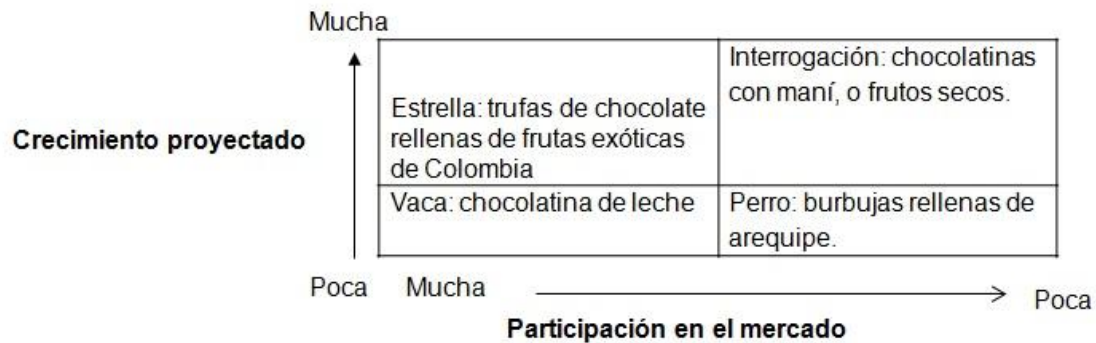 Mucha
Interrogación: chocolatinas
con maní, o frutos secos.
Estrella: trufas de chocolate
rellenas de frutas exóticas
de Colombia
Crecimiento proyectado
Vaca: chocolatina de leche
Perro: burbujas rellenas de
arequipe.
Poca
Mucha
Poca
Participación en el mercado